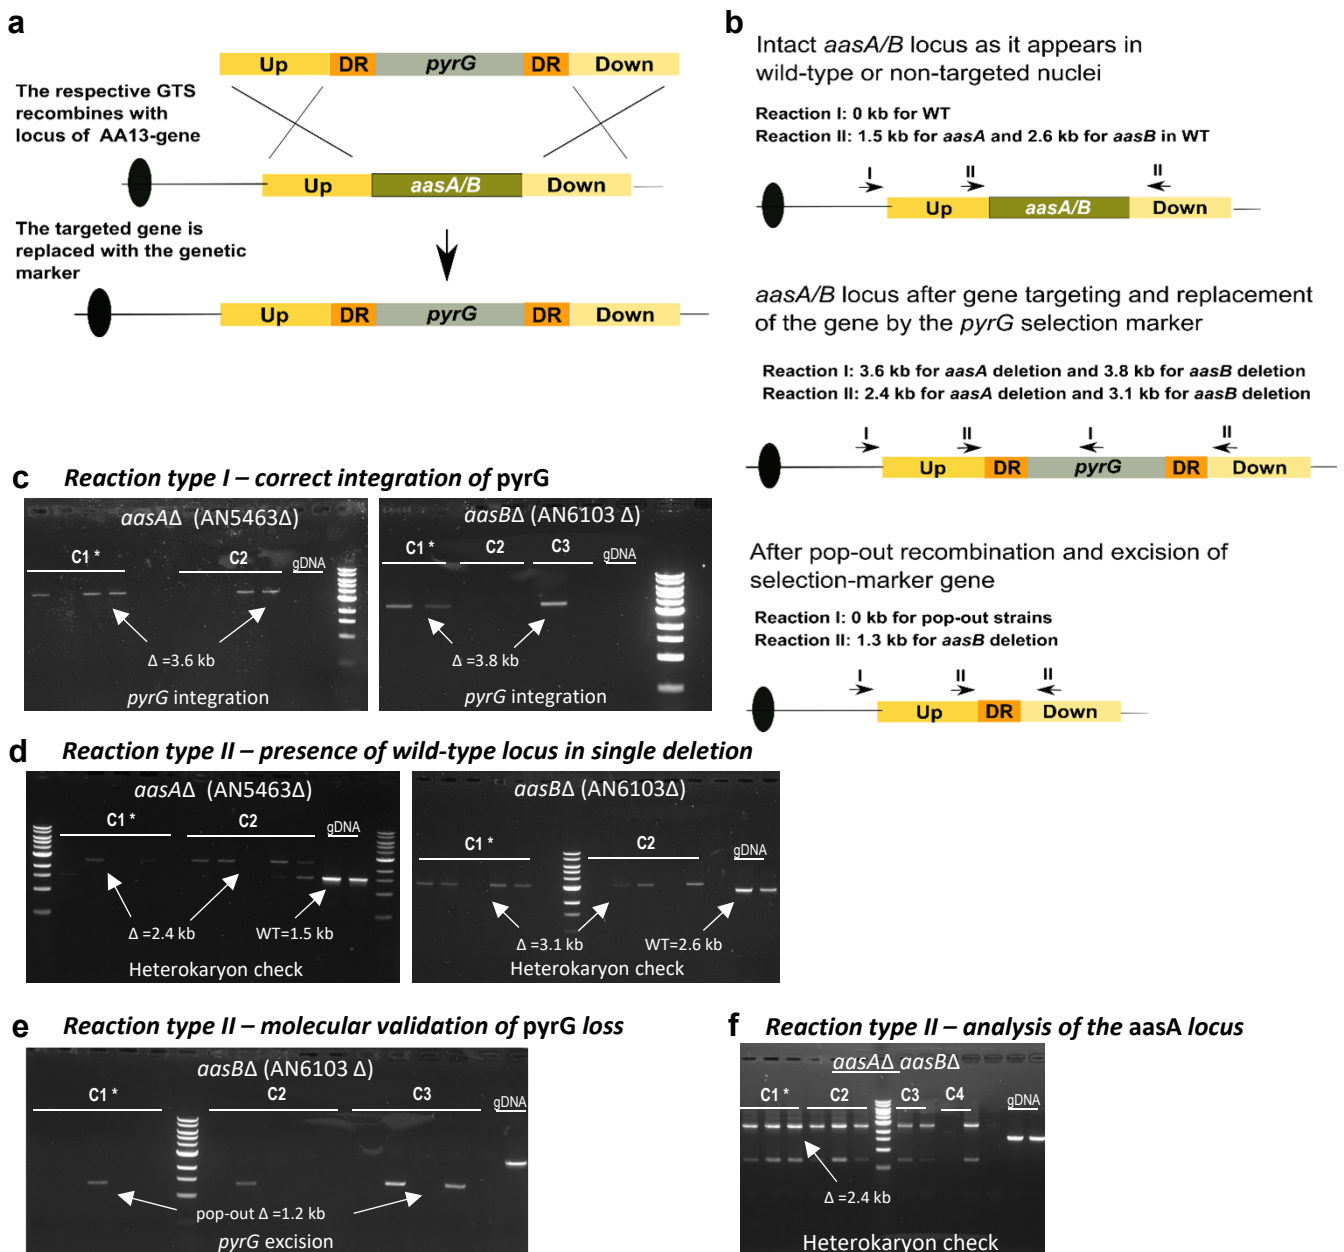 a
Up DR pyrG DR Down
The respective GTS
recombines with
locus of AA13-gene
Up aasA/B Down
The targeted gene is
replaced with the genetic
marker
Up DR pyrG DR Down
b
Intact aasA/B locus as it appears in
wild-type or non-targeted nuclei
Reaction I: 0 kb for WT
Reaction II: 1.5 kb for aasA and 2.6 kb for aasB in WT
I II II
Up aasA/B Down
aasA/B locus after gene targeting and replacement
of the gene by the pyrG selection marker
Reaction I: 3.6 kb for aasA deletion and 3.8 kb for aasB deletion
Reaction II: 2.4 kb for aasA deletion and 3.1 kb for aasB deletion
I II I II
Up DR pyrG DR Down
After pop-out recombination and excision of
selection-marker gene
Reaction I: 0 kb for pop-out strains
Reaction II: 1.3 kb for aasB deletion
I II II
Up DR Down
c Reaction type I – correct integration of pyrG
aasAΔ (AN5463Δ)
C1 * C2 gDNA
Δ =3.6 kb
pyrG integration
aasBΔ (AN6103 Δ)
C1 * C2 C3 gDNA
Δ =3.8 kb
pyrG integration
d Reaction type II – presence of wild-type locus in single deletion
aasAΔ (AN5463Δ)
C1 * C2 gDNA
Δ =2.4 kb WT=1.5 kb
Heterokaryon check
aasBΔ (AN6103Δ)
C1 * C2 gDNA
Δ =3.1 kb WT=2.6 kb
Heterokaryon check
e Reaction type II – molecular validation of pyrG loss
aasBΔ (AN6103 Δ)
C1 * C2 C3 gDNA
pop-out Δ =1.2 kb
pyrG excision
f Reaction type II – analysis of the aasA locus
aasAΔ aasBΔ
C1 * C2 C3 C4 gDNA
Δ =2.4 kb
Heterokaryon check